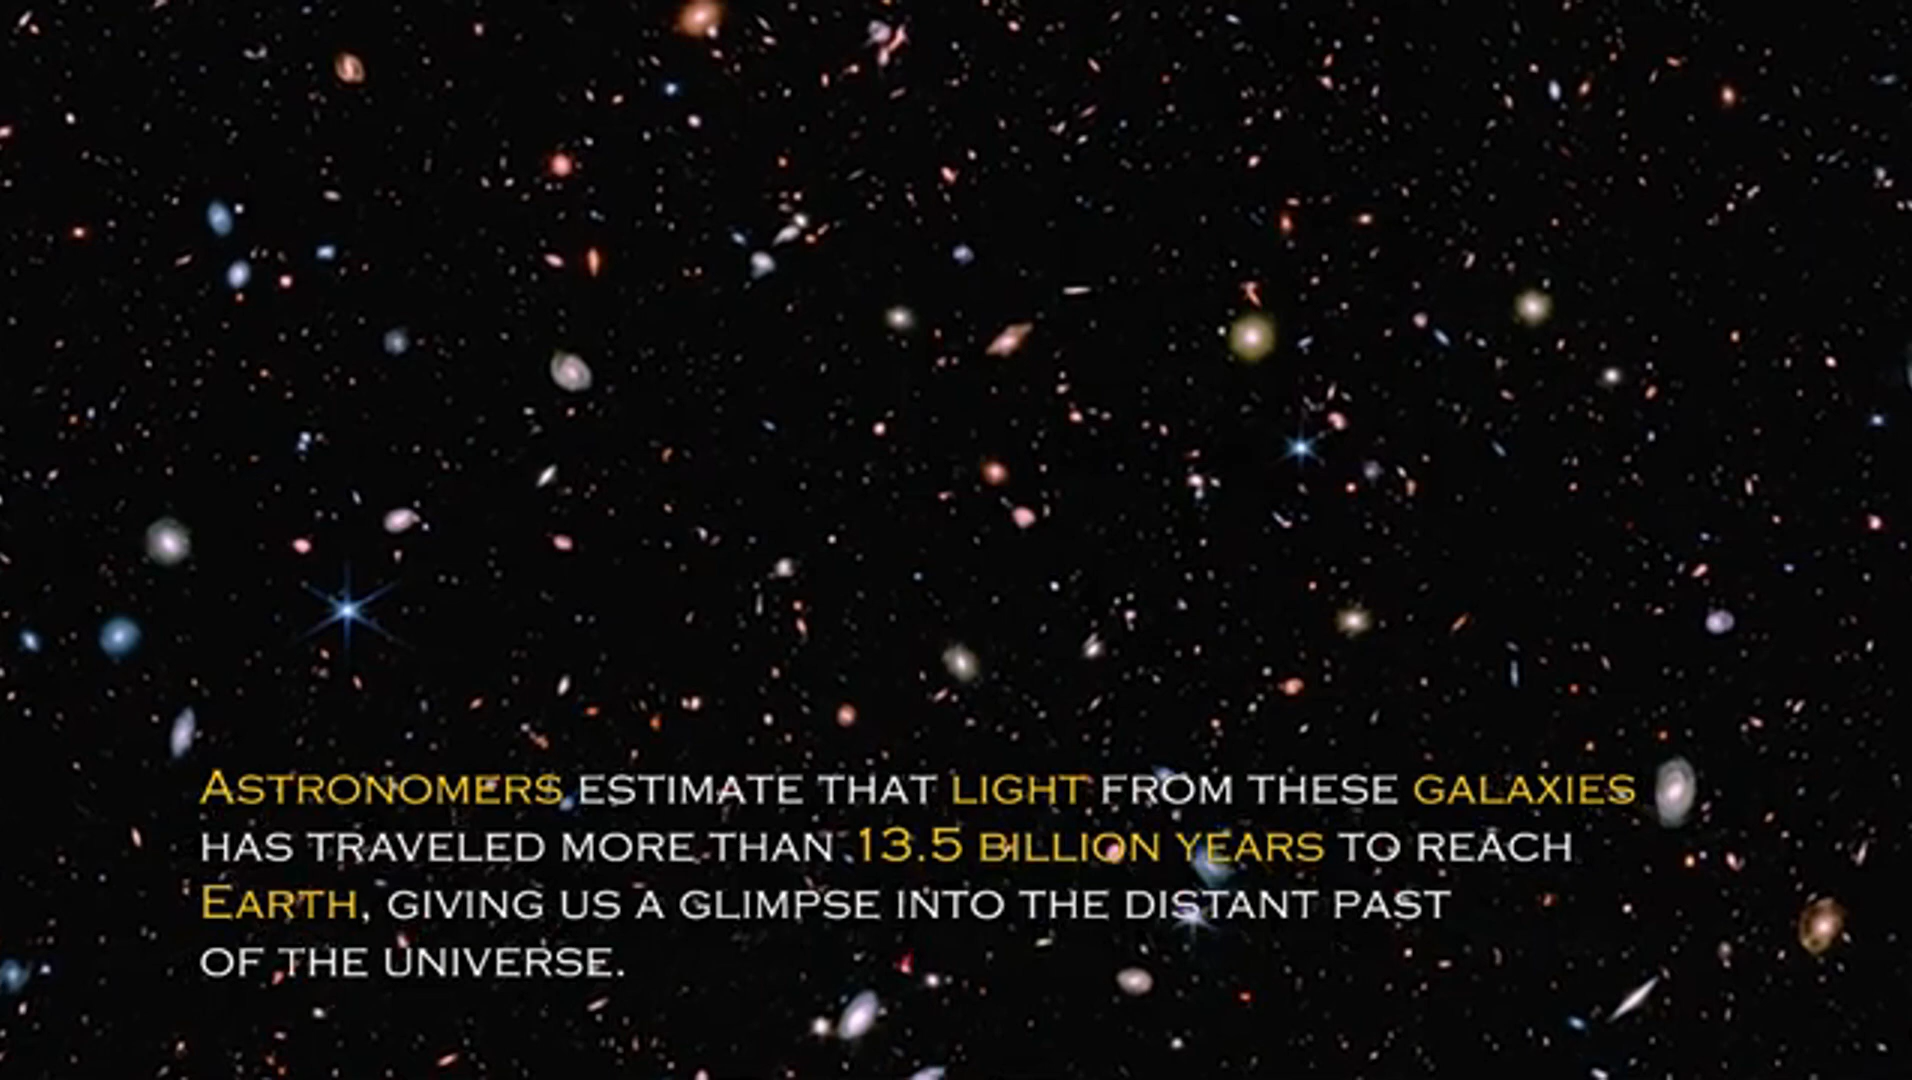 Astronomers estimate that light from these galaxies
has traveled more than 13.5 billion years to reach
Earth, giving us a glimpse into the distant past
of the universe.